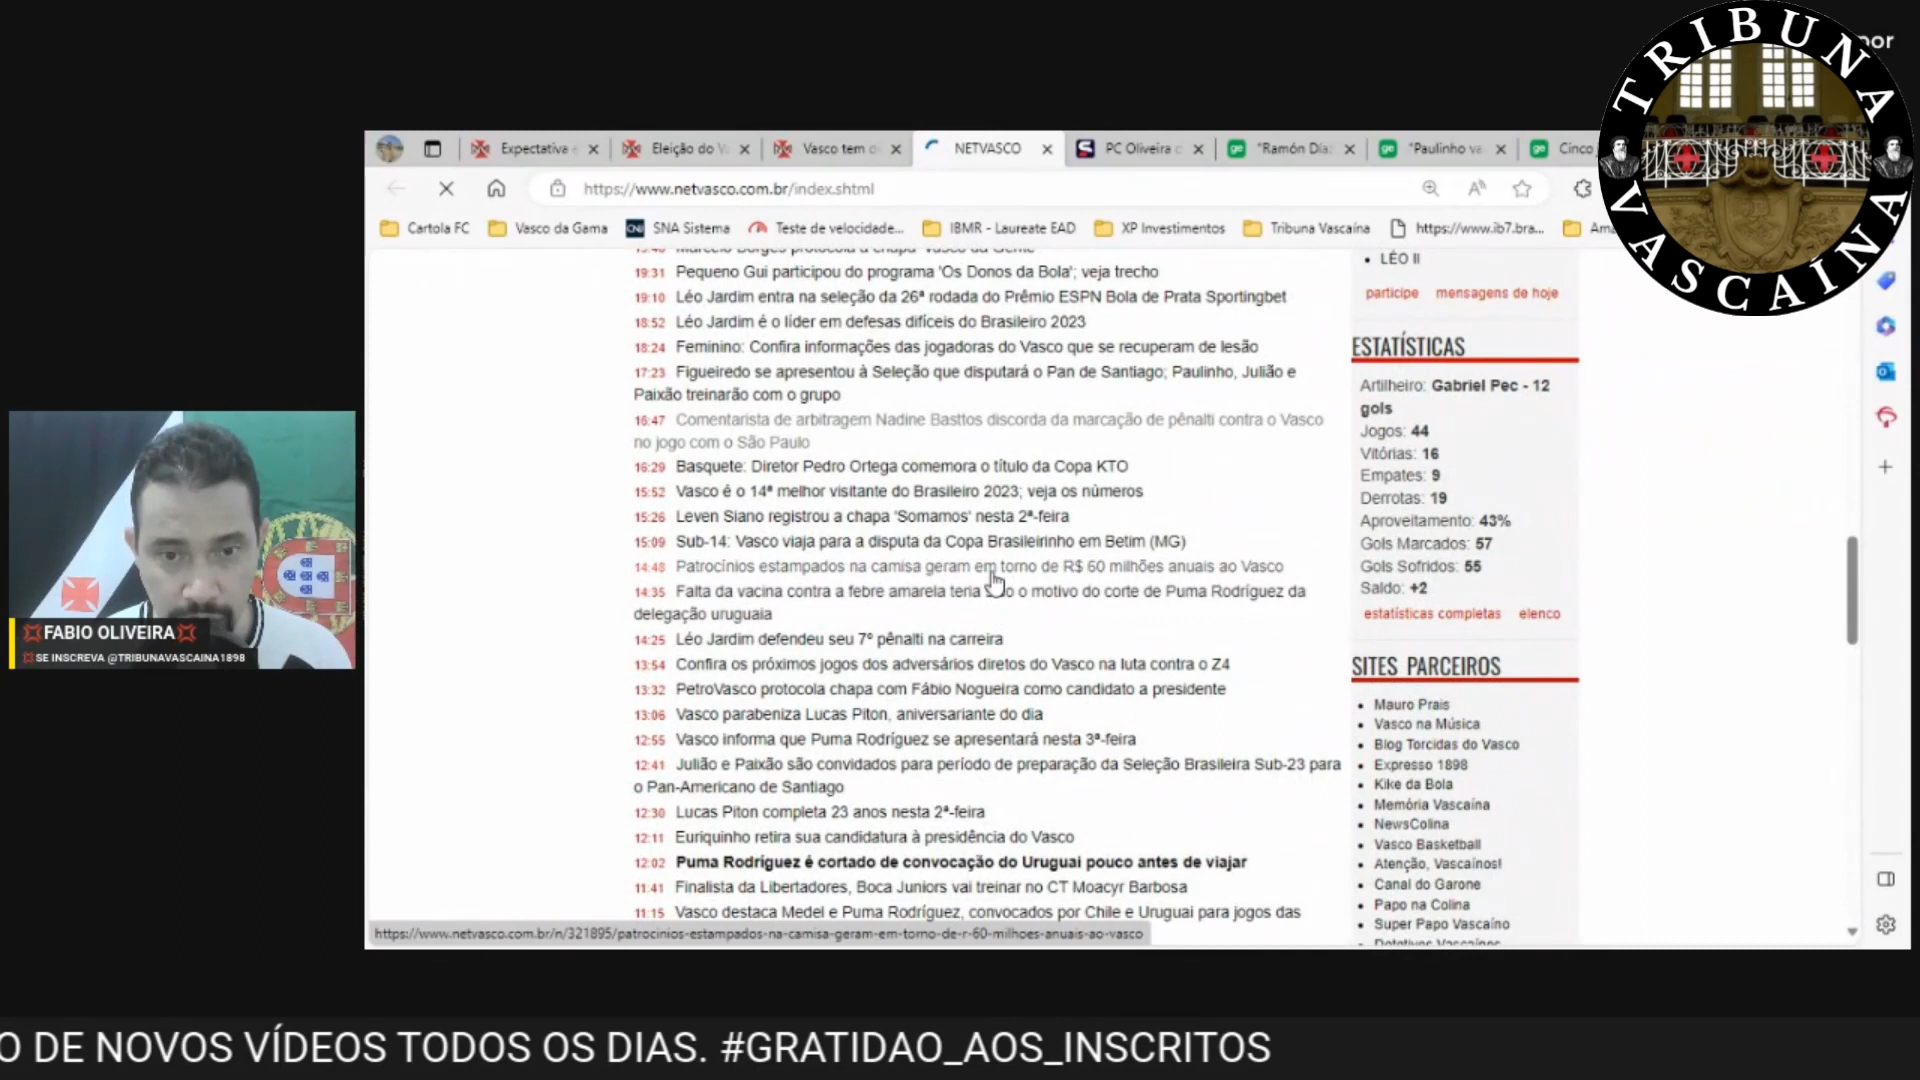 TRIBUNA VASCAÍNA
por
Expectativa
Eleição do V
Vasco tem d
NETVASCO
PC Oliveira c
"Ramón Día
"Paulinho va
Cinco
https://www.netvasco.com.br/index.shtml
Cartola FC
Vasco da Gama
SNA Sistema
Teste de velocidade...
IBMR - Laureate EAD
XP Investimentos
Tribuna Vascaína
https://www.ib7.bra...
Ama
19:31 Pequeno Gui participou do programa 'Os Donos da Bola'; veja trecho
19:10 Léo Jardim entra na seleção da 26ª rodada do Prêmio ESPN Bola de Prata Sportingbet
18:52 Léo Jardim é o líder em defesas difíceis do Brasileiro 2023
18:24 Feminino: Confira informações das jogadoras do Vasco que se recuperam de lesão
17:23 Figueiredo se apresentou à Seleção que disputará o Pan de Santiago; Paulinho, Julião e
Paixão treinarão com o grupo
16:47 Comentarista de arbitragem Nadine Basttos discorda da marcação de pênalti contra o Vasco
no jogo com o São Paulo
16:29 Basquete: Diretor Pedro Ortega comemora o título da Copa KTO
15:52 Vasco é o 14º melhor visitante do Brasileiro 2023; veja os números
15:26 Leven Siano registrou a chapa 'Somamos' nesta 2ª-feira
15:09 Sub-14: Vasco viaja para a disputa da Copa Brasileirinho em Betim (MG)
14:48 Patrocínios estampados na camisa geram em torno de R$ 60 milhões anuais ao Vasco
14:35 Falta da vacina contra a febre amarela teria o motivo do corte de Puma Rodríguez da
delegação uruguaia
14:25 Léo Jardim defendeu seu 7º pênalti na carreira
13:54 Confira os próximos jogos dos adversários diretos do Vasco na luta contra o Z4
13:32 PetroVasco protocola chapa com Fábio Nogueira como candidato a presidente
13:06 Vasco parabeniza Lucas Piton, aniversariante do dia
12:55 Vasco informa que Puma Rodríguez se apresentará nesta 3ª-feira
12:41 Julião e Paixão são convidados para período de preparação da Seleção Brasileira Sub-23 para
o Pan-Americano de Santiago
12:30 Lucas Piton completa 23 anos nesta 2ª-feira
12:11 Euriquinho retira sua candidatura à presidência do Vasco
12:02 Puma Rodríguez é cortado de convocação do Uruguai pouco antes de viajar
11:41 Finalista da Libertadores, Boca Juniors vai treinar no CT Moacyr Barbosa
11:15 Vasco destaca Medel e Puma Rodríguez, convocados por Chile e Uruguai para jogos das
https://www.netvasco.com.br/n/321895/patrocinios-estampados-na-camisa-geram-em-torno-de-r-60-milhoes-anuais-ao-vasco
LÉO II
participe mensagens de hoje
ESTATÍSTICAS
Artilheiro: Gabriel Pec - 12
gols
Jogos: 44
Vitórias: 16
Empates: 9
Derrotas: 19
Aproveitamento: 43%
Gols Marcados: 57
Gols Sofridos: 55
Saldo: +2
estatísticas completas elenco
SITES PARCEIROS
Mauro Prais
Vasco na Música
Blog Torcidas do Vasco
Expresso 1898
Kike da Bola
Memória Vascaína
NewsColina
Vasco Basketball
Atenção, Vascaínos!
Canal do Garone
Papo na Colina
Super Papo Vascaíno
FABIO OLIVEIRA
SE INSCREVA @TRIBUNAVASCAINA1898
O DE NOVOS VÍDEOS TODOS OS DIAS. #GRATIDAO_AOS_INSCRITOS